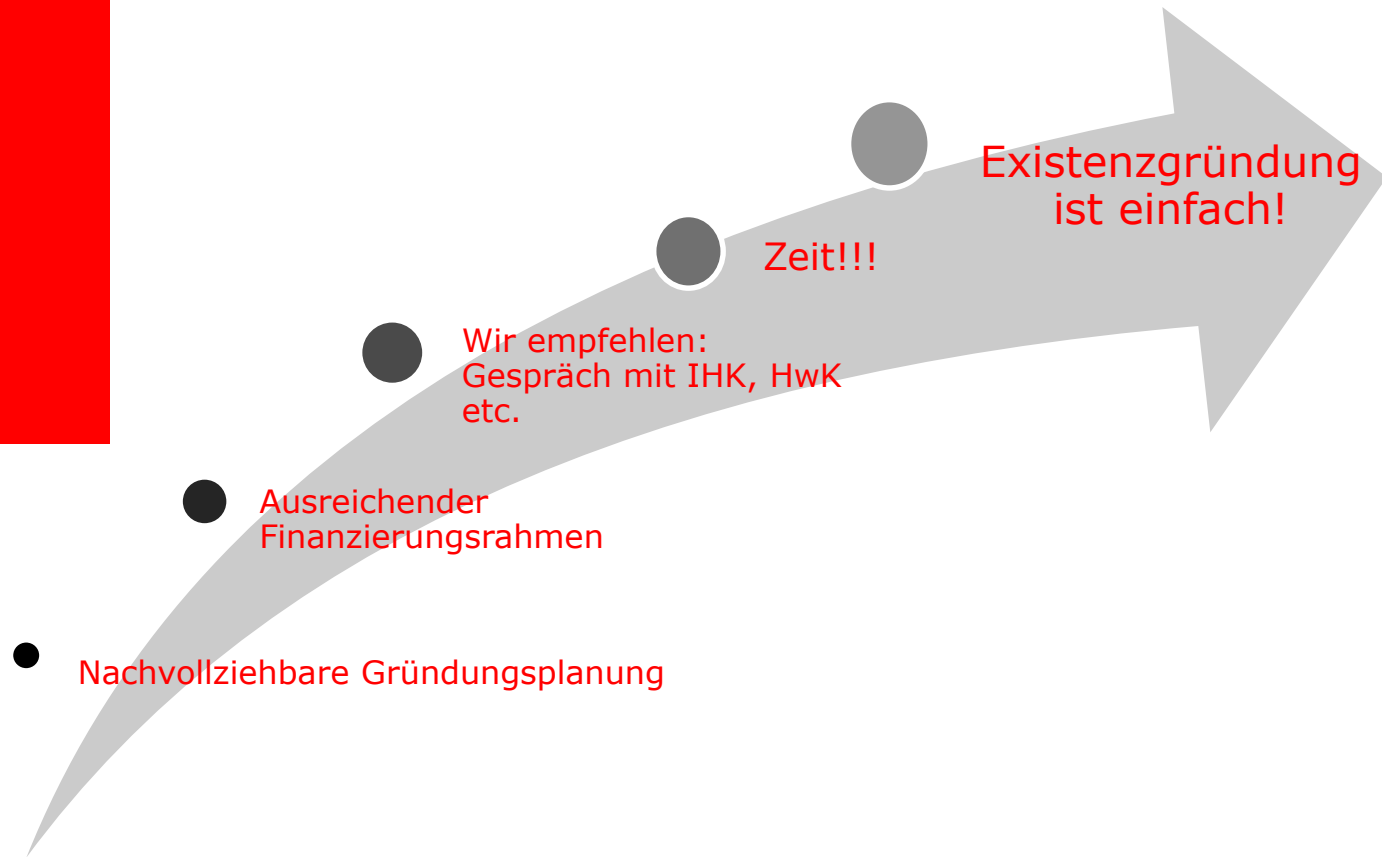 Existenzgründung
ist einfach!
Zeit!!!
Wir empfehlen:
Gespräch mit IHK, HwK
etc.
Ausreichender
Finanzierungsrahmen
Nachvollziehbare Gründungsplanung